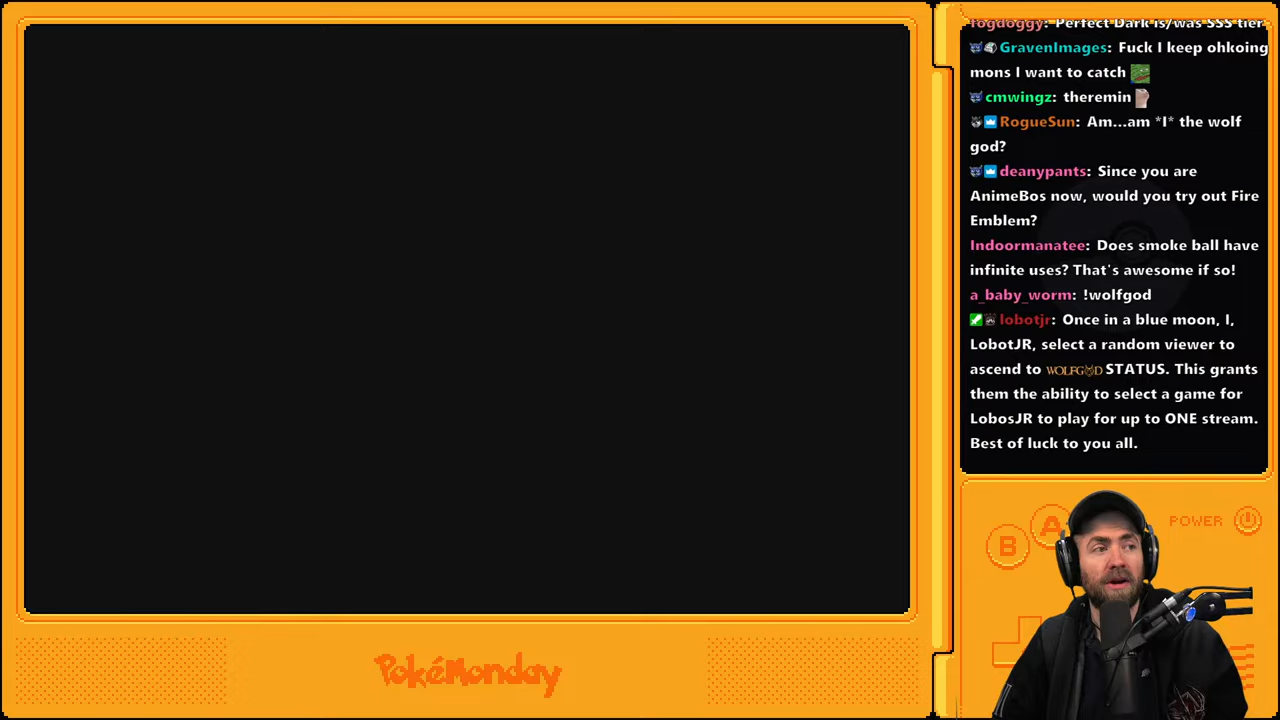 fogdoggy: Perfect Dark is/was SSS tier
GravenImages: Fuck I keep ohkoing
mons I want to catch
cmwingz: theremin
RogueSun: Am...am *I* the wolf
god?
deanypants: Since you are
AnimeBos now, would you try out Fire
Emblem?
Indoormanatee: Does smoke ball have
infinite uses? That's awesome if so!
a_baby_worm: !wolfgod
lobotjr: Once in a blue moon, I,
LobotJR, select a random viewer to
ascend to WOLFGOD STATUS. This grants
them the ability to select a game for
LobosJR to play for up to ONE stream.
Best of luck to you all.
B
A
POWER
PokéMonday